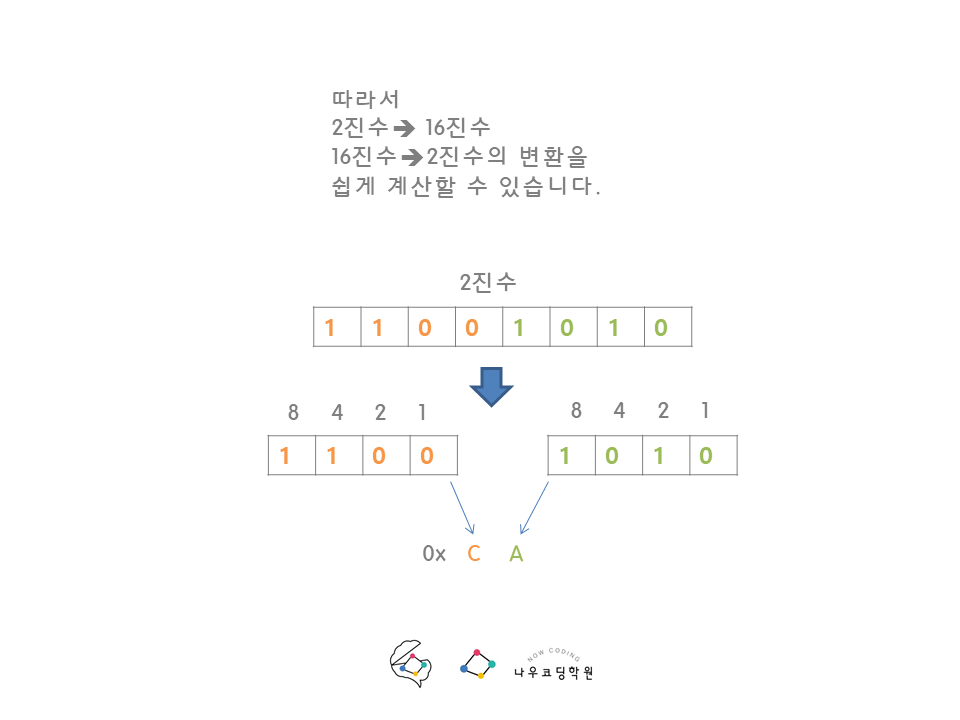 따라서
2진수➔ 16진수
16진수➔2진수의 변환을
쉽게 계산할 수 있습니다.
2진수
1 1 0 0 1 0 1 0
8 4 2 1
8 4 2 1
1 1 0 0
1 0 1 0
0x C A
NOW CODING
나우코딩학원